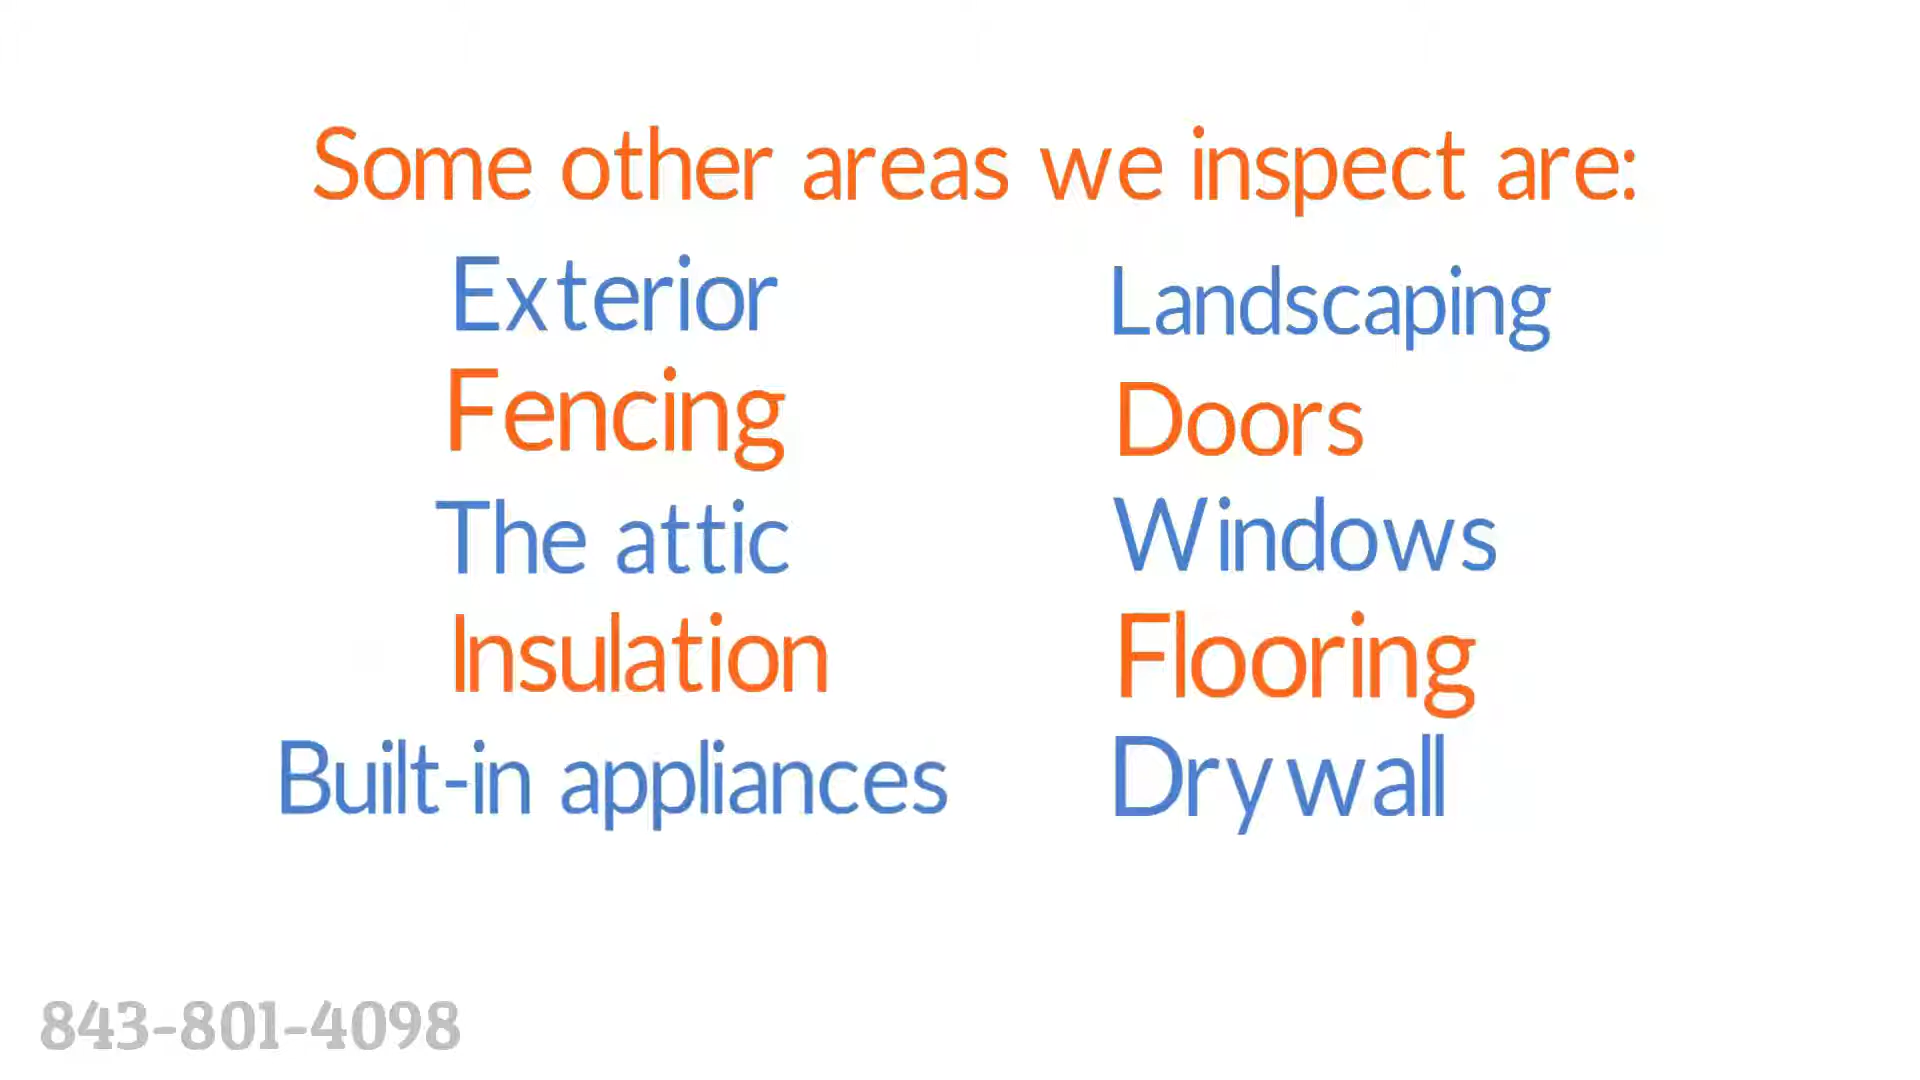 Some other areas we inspect are:
Exterior
Fencing
The attic
Insulation
Built-in appliances
Landscaping
Doors
Windows
Flooring
Drywall
843-801-4098